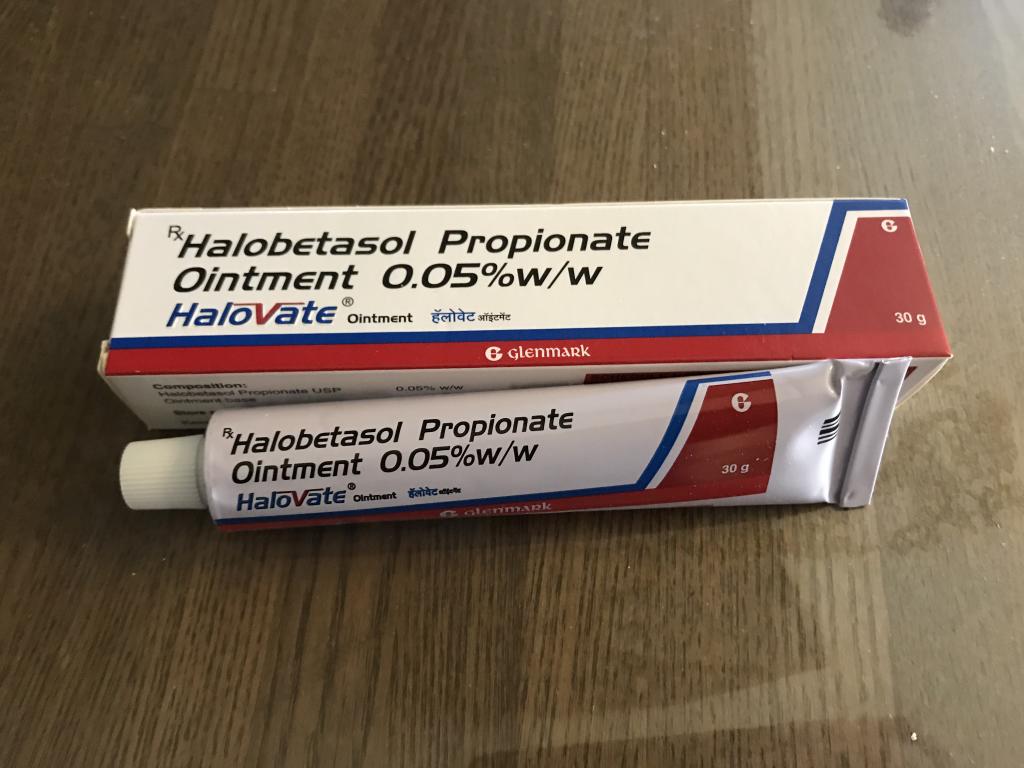 Rx Halobetasol Propionate
Ointment 0.05%w/w
HaloVate® Ointment हॅलोवेट ऑइंटमेंट
30 g
G GLENMARK
Composition:
Halobetasol Propionate USP 0.05% w/w
Ointment base
Store
Rx Halobetasol Propionate
Ointment 0.05%w/w
HaloVate® Ointment हॅलोवेट ऑइंटमेंट
30 g
G GLENMARK